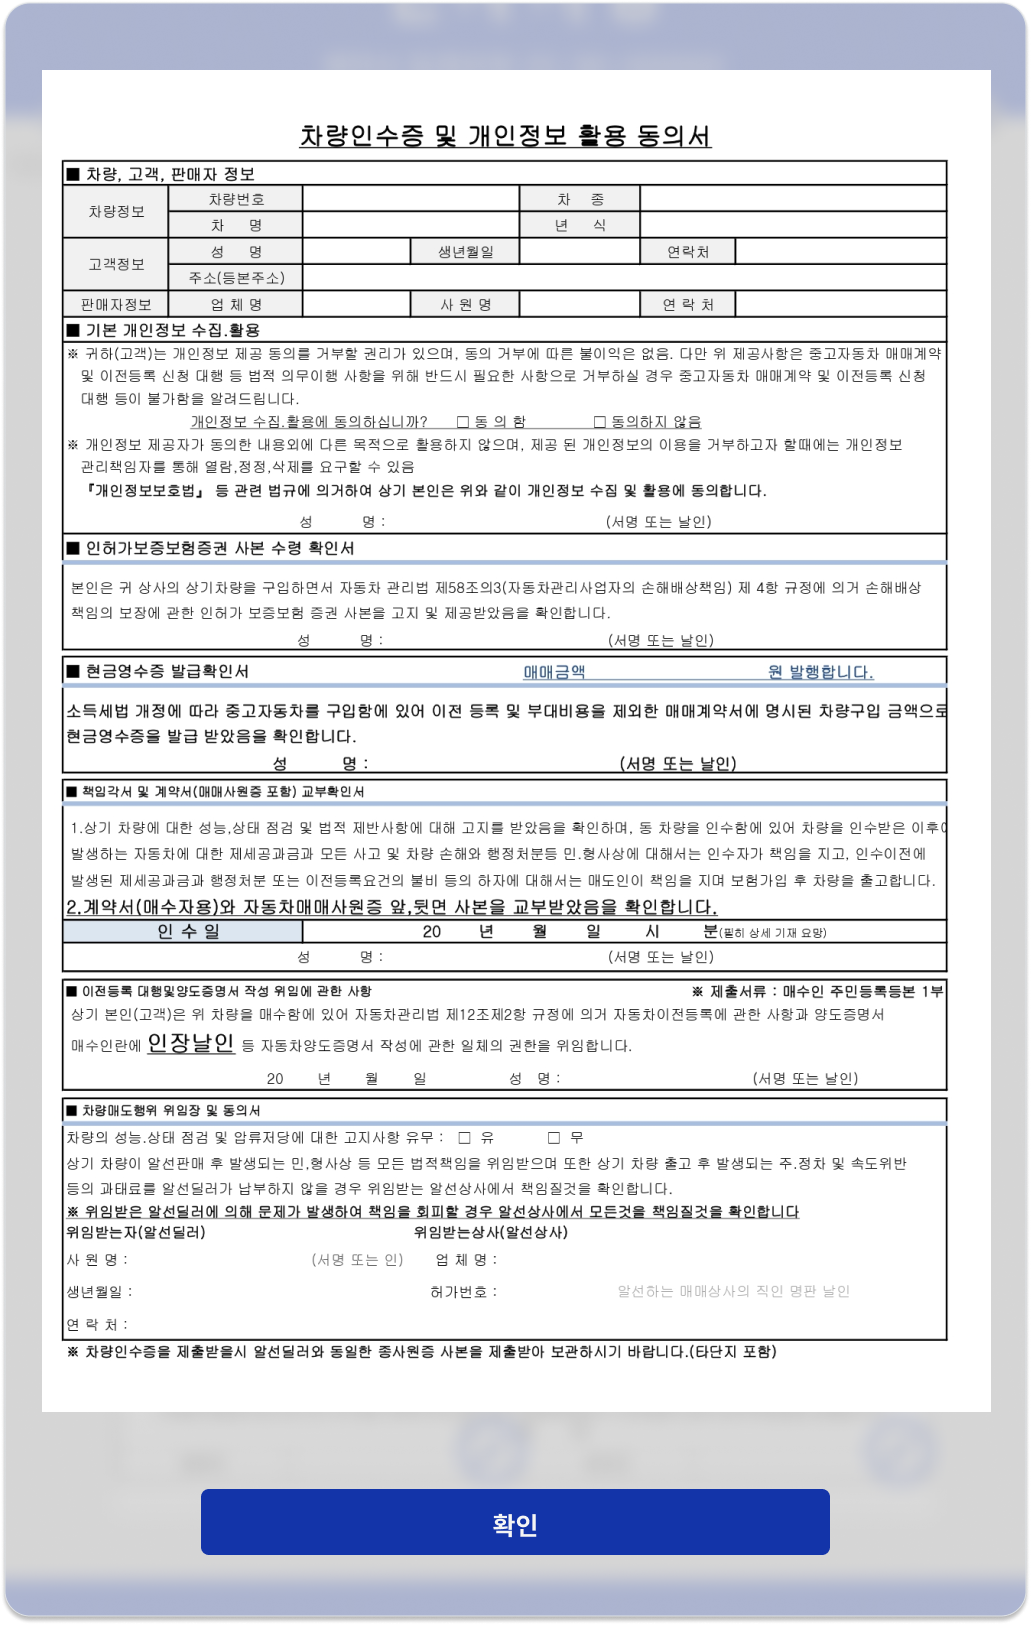 차량인수증 및 개인정보 활용 동의서
■ 차량, 고객, 판매자 정보
차량정보 차량번호 차 종
차 명 년 식
고객정보 성 명 생년월일 연락처
주소(등본주소)
판매자정보 업 체 명 사 원 명 연 락 처
■ 기본 개인정보 수집.활용
※ 귀하(고객)는 개인정보 제공 동의를 거부할 권리가 있으며, 동의 거부에 따른 불이익은 없음. 다만 위 제공사항은 중고자동차 매매계약
및 이전등록 신청 대행 등 법적 의무이행 사항을 위해 반드시 필요한 사항으로 거부하실 경우 중고자동차 매매계약 및 이전등록 신청
대행 등이 불가함을 알려드립니다.
개인정보 수집.활용에 동의하십니까? □ 동 의 함 □ 동의하지 않음
※ 개인정보 제공자가 동의한 내용외에 다른 목적으로 활용하지 않으며, 제공 된 개인정보의 이용을 거부하고자 할때에는 개인정보
관리책임자를 통해 열람,정정,삭제를 요구할 수 있음
『개인정보보호법』 등 관련 법규에 의거하여 상기 본인은 위와 같이 개인정보 수집 및 활용에 동의합니다.
성 명 : (서명 또는 날인)
■ 인허가보증보험증권 사본 수령 확인서
본인은 귀 상사의 상기차량을 구입하면서 자동차 관리법 제58조의3(자동차관리사업자의 손해배상책임) 제 4항 규정에 의거 손해배상
책임의 보장에 관한 인허가 보증보험 증권 사본을 고지 및 제공받았음을 확인합니다.
성 명 : (서명 또는 날인)
■ 현금영수증 발급확인서 매매금액 원 발행합니다.
소득세법 개정에 따라 중고자동차를 구입함에 있어 이전 등록 및 부대비용을 제외한 매매계약서에 명시된 차량구입 금액으로
현금영수증을 발급 받았음을 확인합니다.
성 명 : (서명 또는 날인)
■ 책임각서 및 계약서(매매사원증 포함) 교부확인서
1.상기 차량에 대한 성능,상태 점검 및 법적 제반사항에 대해 고지를 받았음을 확인하며, 동 차량을 인수함에 있어 차량을 인수받은 이후
발생하는 자동차에 대한 제세공과금과 모든 사고 및 차량 손해와 행정처분등 민.형사상에 대해서는 인수자가 책임을 지고, 인수이전에
발생된 제세공과금과 행정처분 또는 이전등록요건의 불비 등의 하자에 대해서는 매도인이 책임을 지며 보험가입 후 차량을 출고합니다.
2.계약서(매수자용)와 자동차매매사원증 앞,뒷면 사본을 교부받았음을 확인합니다.
인 수 일 20 년 월 일 시 분(필히 상세 기재 요망)
성 명 : (서명 또는 날인)
■ 이전등록 대행및양도증명서 작성 위임에 관한 사항 ※ 제출서류 : 매수인 주민등록등본 1부
상기 본인(고객)은 위 차량을 매수함에 있어 자동차관리법 제12조제2항 규정에 의거 자동차이전등록에 관한 사항과 양도증명서
매수인란에 인장날인 등 자동차양도증명서 작성에 관한 일체의 권한을 위임합니다.
20 년 월 일 성 명 : (서명 또는 날인)
■ 차량매도행위 위임장 및 동의서
차량의 성능.상태 점검 및 압류저당에 대한 고지사항 유무 : □ 유 □ 무
상기 차량이 알선판매 후 발생되는 민,형사상 등 모든 법적책임을 위임받으며 또한 상기 차량 출고 후 발생되는 주.정차 및 속도위반
등의 과태료를 알선딜러가 납부하지 않을 경우 위임받는 알선상사에서 책임질것을 확인합니다.
※ 위임받은 알선딜러에 의해 문제가 발생하여 책임을 회피할 경우 알선상사에서 모든것을 책임질것을 확인합니다
위임받는자(알선딜러) 위임받는상사(알선상사)
사 원 명 : (서명 또는 인) 업 체 명 :
생년월일 : 허가번호 : 알선하는 매매상사의 직인 명판 날인
연 락 처 :
※ 차량인수증을 제출받을시 알선딜러와 동일한 종사원증 사본을 제출받아 보관하시기 바랍니다.(타단지 포함)
확인